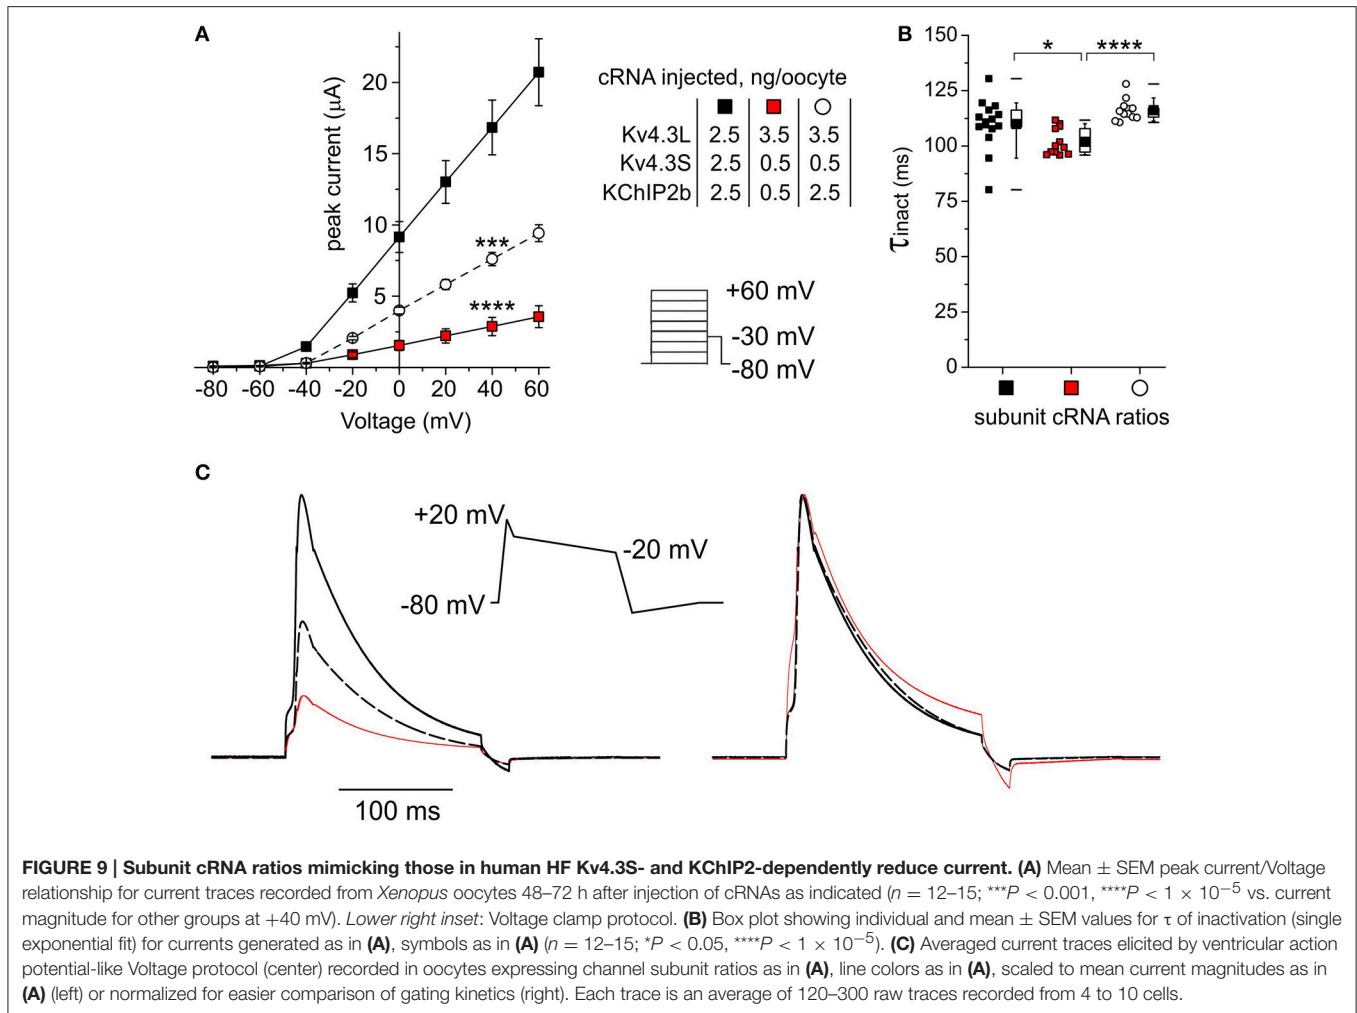 A
peak current (μA)
20
15
10
5
-80 -60 -40 -20 0 20 40 60
Voltage (mV)
***
****
cRNA injected, ng/oocyte
Kv4.3L 2.5 3.5 3.5
Kv4.3S 2.5 0.5 0.5
KChIP2b 2.5 0.5 2.5
+60 mV
-30 mV
-80 mV
B
τinact (ms)
150
125
100
75
50
25
0
* ****
subunit cRNA ratios
C
+20 mV
-20 mV
-80 mV
100 ms
FIGURE 9 | Subunit cRNA ratios mimicking those in human HF Kv4.3S- and KChIP2-dependently reduce current. (A) Mean ± SEM peak current/Voltage
relationship for current traces recorded from Xenopus oocytes 48–72 h after injection of cRNAs as indicated (n = 12–15; ***P < 0.001, ****P < 1 × 10−5 vs. current
magnitude for other groups at +40 mV). Lower right inset: Voltage clamp protocol. (B) Box plot showing individual and mean ± SEM values for τ of inactivation (single
exponential fit) for currents generated as in (A), symbols as in (A) (n = 12–15; *P < 0.05, ****P < 1 × 10−5). (C) Averaged current traces elicited by ventricular action
potential-like Voltage protocol (center) recorded in oocytes expressing channel subunit ratios as in (A), line colors as in (A), scaled to mean current magnitudes as in
(A) (left) or normalized for easier comparison of gating kinetics (right). Each trace is an average of 120–300 raw traces recorded from 4 to 10 cells.